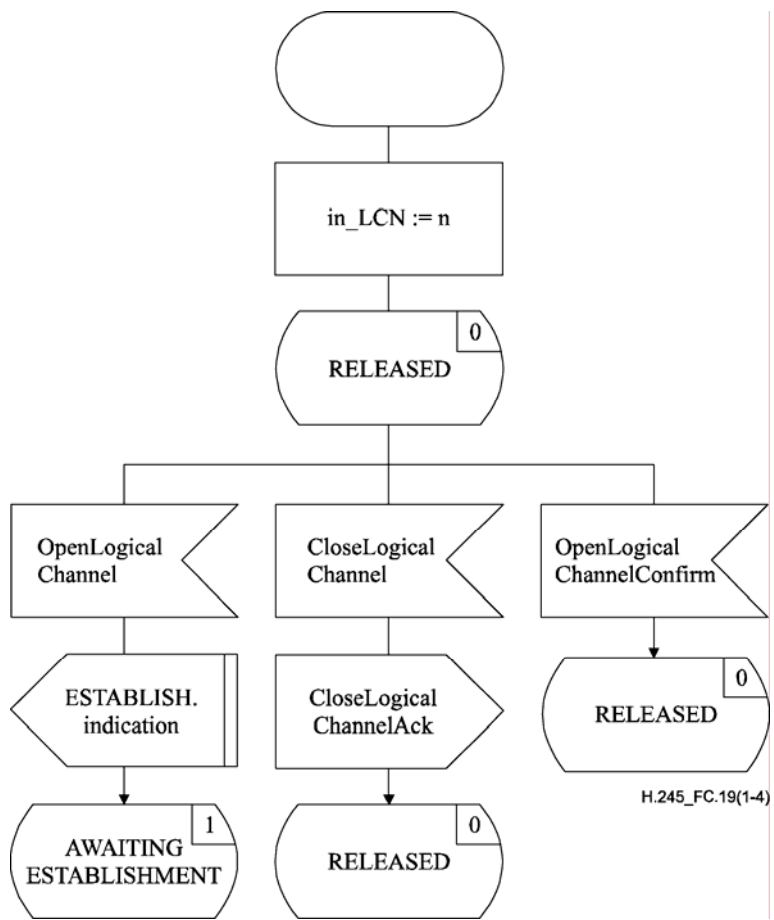 in_LCN := n
0
RELEASED
OpenLogical
Channel
CloseLogical
Channel
OpenLogical
ChannelConfirm
ESTABLISH.
indication
CloseLogical
ChannelAck
0
RELEASED
H.245_FC.19(1-4)
1
AWAITING
ESTABLISHMENT
0
RELEASED